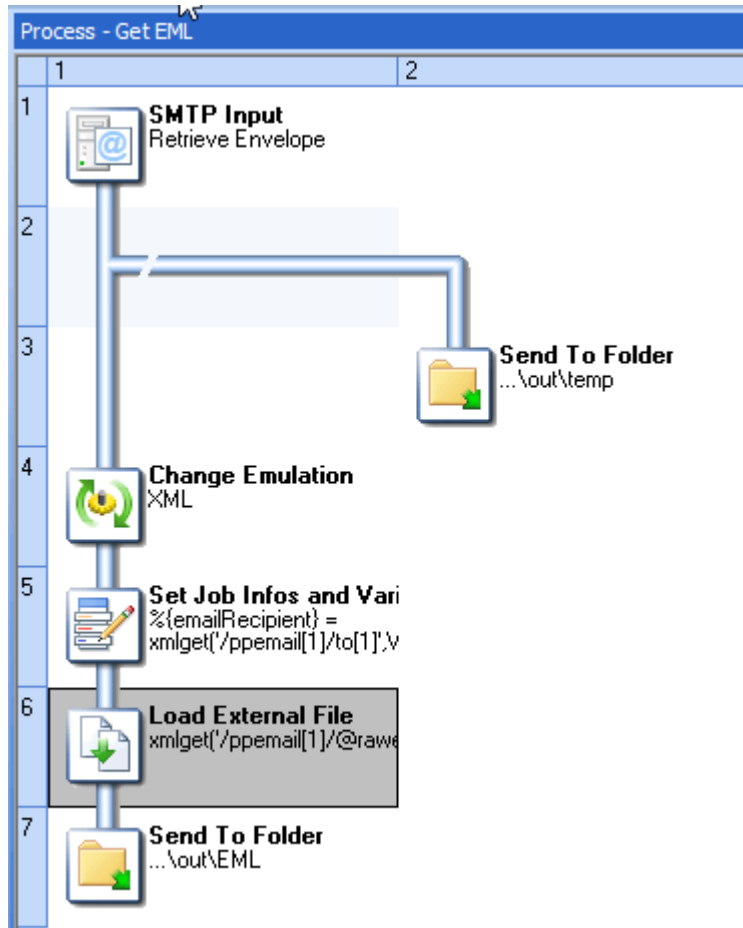 Process - Get EML
1
2
1
SMTP Input
Retrieve Envelope
2
3
Send To Folder
...\out\temp
4
Change Emulation
XML
5
Set Job Infos and Vari
%{emailRecipient} =
xmlget('/ppemail[1]/to[1]',V
6
Load External File
xmlget('/ppemail[1]/@rawe
7
Send To Folder
...\out\EML